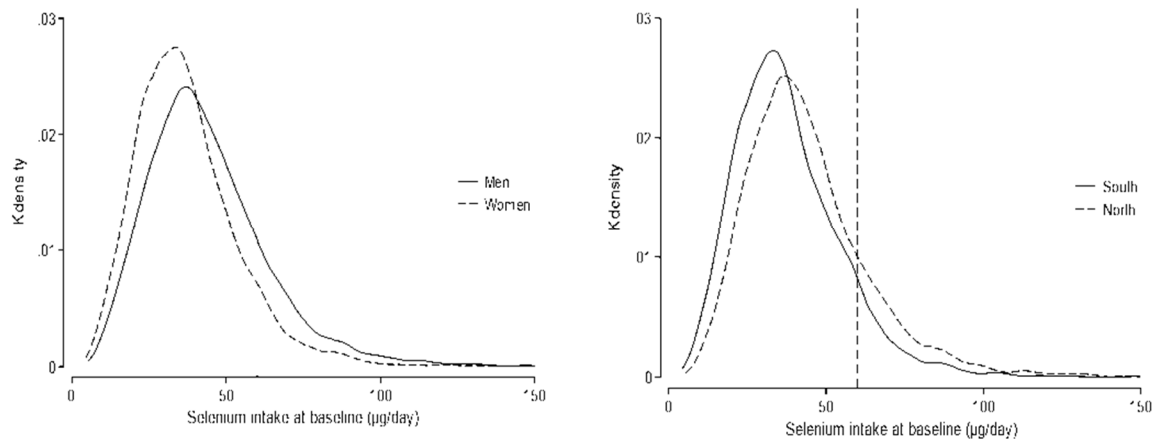 .03
.02
.01
0
Kdensity
Men
Women
0
50
100
150
Selenium intake at baseline (µg/day)
.03
.02
.01
0
Kdensity
South
North
0
50
100
150
Selenium intake at baseline (µg/day)